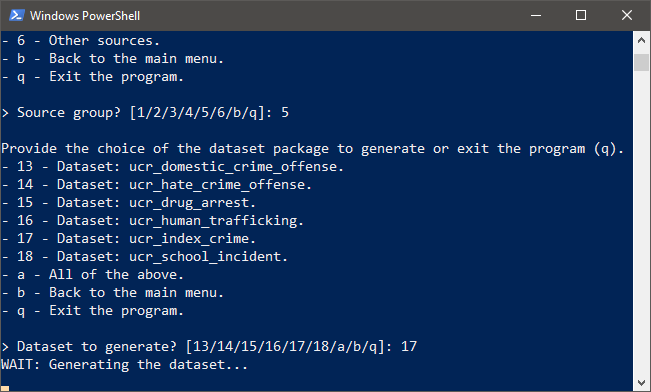 Windows PowerShell
- 6 - Other sources.
- b - Back to the main menu.
- q - Exit the program.
> Source group? [1/2/3/4/5/6/b/q]: 5
Provide the choice of the dataset package to generate or exit the program (q).
- 13 - Dataset: ucr_domestic_crime_offense.
- 14 - Dataset: ucr_hate_crime_offense.
- 15 - Dataset: ucr_drug_arrest.
- 16 - Dataset: ucr_human_trafficking.
- 17 - Dataset: ucr_index_crime.
- 18 - Dataset: ucr_school_incident.
- a - All of the above.
- b - Back to the main menu.
- q - Exit the program.
> Dataset to generate? [13/14/15/16/17/18/a/b/q]: 17
WAIT: Generating the dataset...